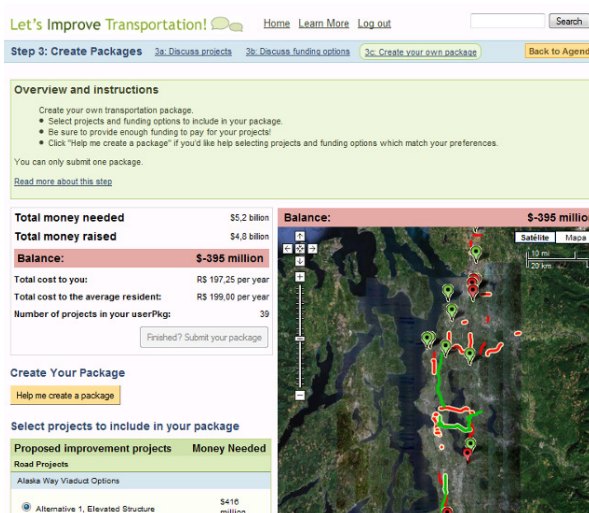 Let's Improve Transportation!
Home Learn More Log out
Search
Step 3: Create Packages 3a: Discuss projects 3b: Discuss funding options 3c: Create your own package Back to Agend
Overview and instructions
Create your own transportation package.
Select projects and funding options to include in your package.
Be sure to provide enough funding to pay for your projects!
Click "Help me create a package" if you'd like help selecting projects and funding options which match your preferences.
You can only submit one package.
Read more about this step
Total money needed $5,2 billion
Total money raised $4,8 billion
Balance: $-395 million
Total cost to you: R$ 197,25 per year
Total cost to the average resident: R$ 199,00 per year
Number of projects in your userPkg: 39
Finished? Submit your package
Balance: $-395 millio
Satélite Mapa
10 mi
20 km
Create Your Package
Help me create a package
Select projects to include in your package
Proposed improvement projects Money Needed
Road Projects
Alaska Way Viaduct Options
Alternative 1, Elevated Structure $416
million